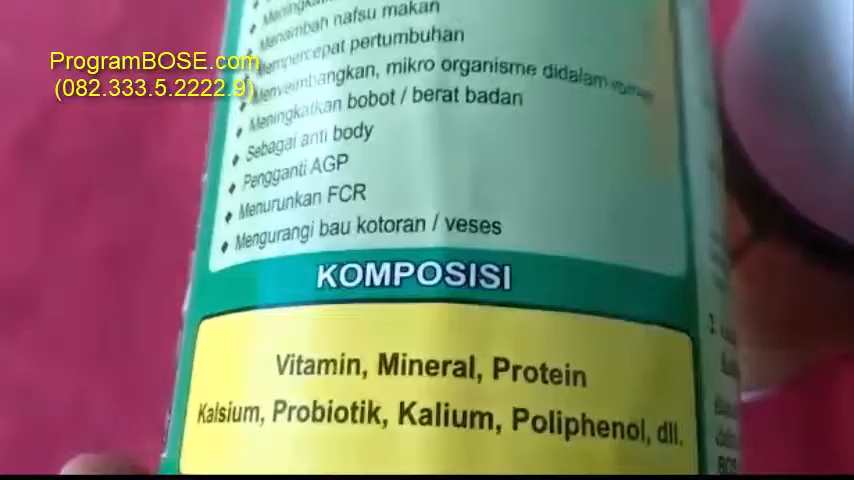 Meningkatkan
Menambah nafsu makan
ProgramBOSE.com
Mempercepat pertumbuhan
(082.333.5.2222.9)
Menyeimbangkan, mikro organisme didalam rumen
Meningkatkan bobot / berat badan
Sebagai anti body
Pengganti AGP
Menurunkan FCR
Mengurangi bau kotoran / veses
KOMPOSISI
Vitamin, Mineral, Protein
Kalsium, Probiotik, Kalium, Poliphenol, dll.